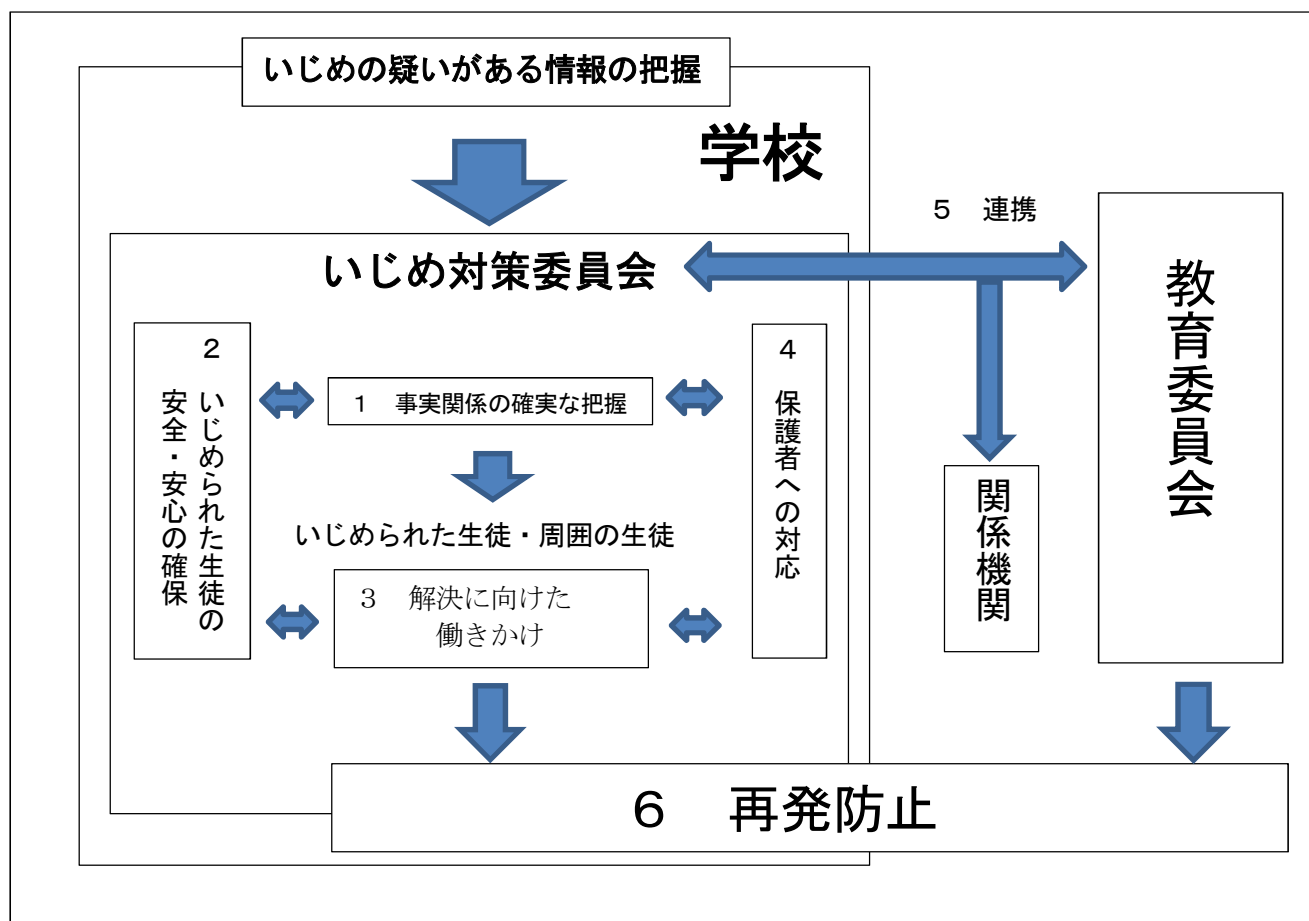 いじめの疑いがある情報の把握
学校
５　連携
いじめ対策委員会
教育委員会
２
いじめられた生徒の
安全・安心の確保
１　事実関係の確実な把握
４
保護者への対応
いじめられた生徒・周囲の生徒
３　解決に向けた
働きかけ
関係機関
６　再発防止